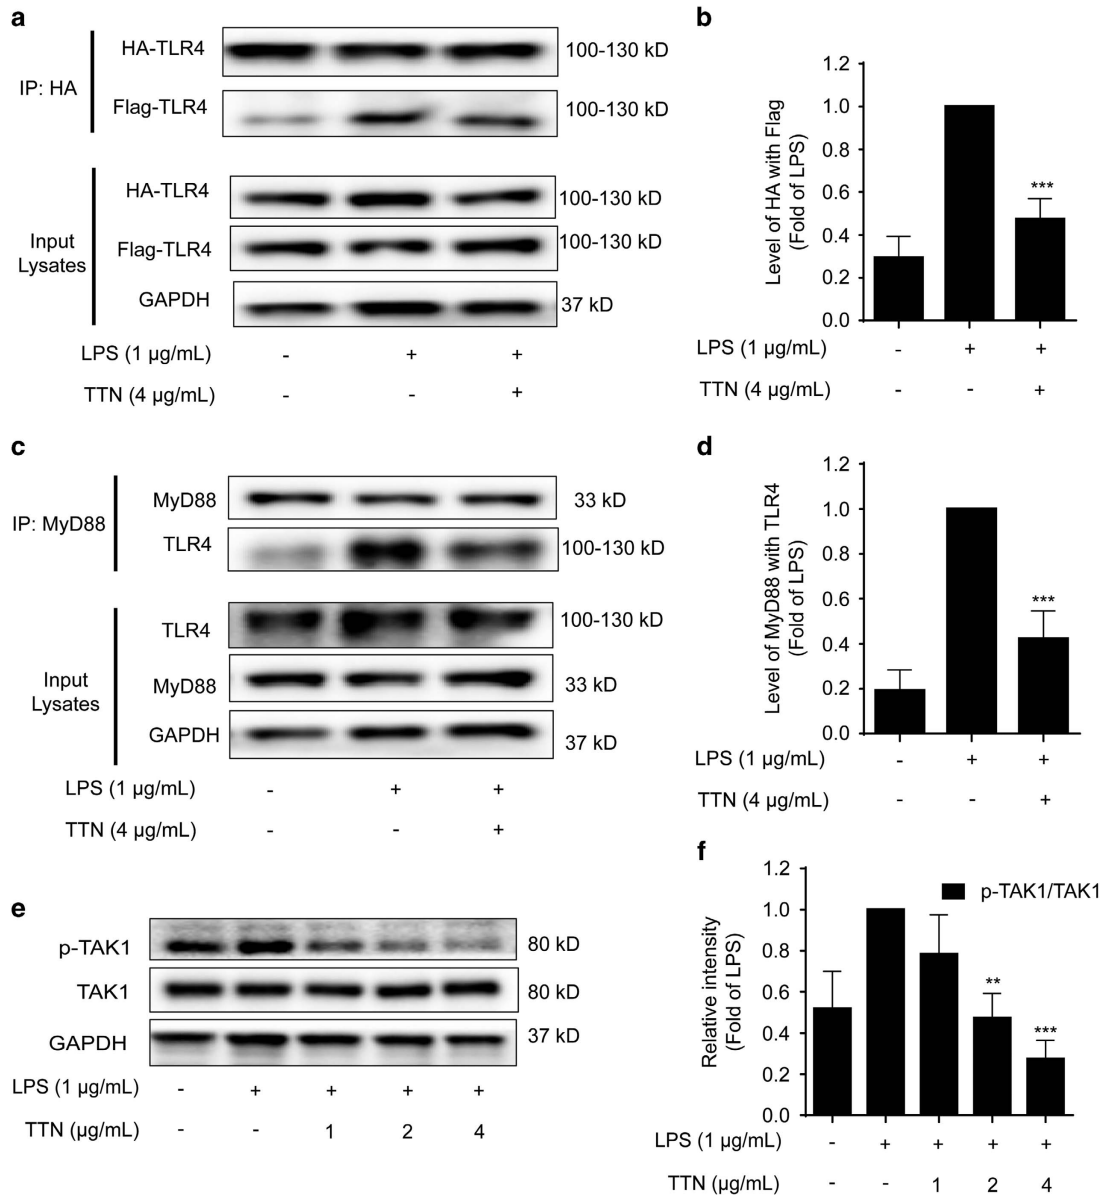 a
IP: HA
HA-TLR4
100-130 kD
Flag-TLR4
100-130 kD
Input
Lysates
HA-TLR4
100-130 kD
Flag-TLR4
100-130 kD
GAPDH
37 kD
LPS (1 µg/mL) - + +
TTN (4 µg/mL) - - +
b
Level of HA with Flag
(Fold of LPS)
1.2
1.0
0.8
0.6
0.4
0.2
0.0
***
LPS (1 µg/mL) - + +
TTN (4 µg/mL) - - +
c
IP: MyD88
MyD88
33 kD
TLR4
100-130 kD
Input
Lysates
TLR4
100-130 kD
MyD88
33 kD
GAPDH
37 kD
LPS (1 µg/mL) - + +
TTN (4 µg/mL) - - +
d
Level of MyD88 with TLR4
(Fold of LPS)
1.2
1.0
0.8
0.6
0.4
0.2
0.0
***
LPS (1 µg/mL) - + +
TTN (4 µg/mL) - - +
e
p-TAK1
80 kD
TAK1
80 kD
GAPDH
37 kD
LPS (1 µg/mL) - + + + +
TTN (µg/mL) - - 1 2 4
f
p-TAK1/TAK1
Relative intensity
(Fold of LPS)
1.2
1.0
0.8
0.6
0.4
0.2
0.0
**
***
LPS (1 µg/mL) - + + + +
TTN (µg/mL) - - 1 2 4